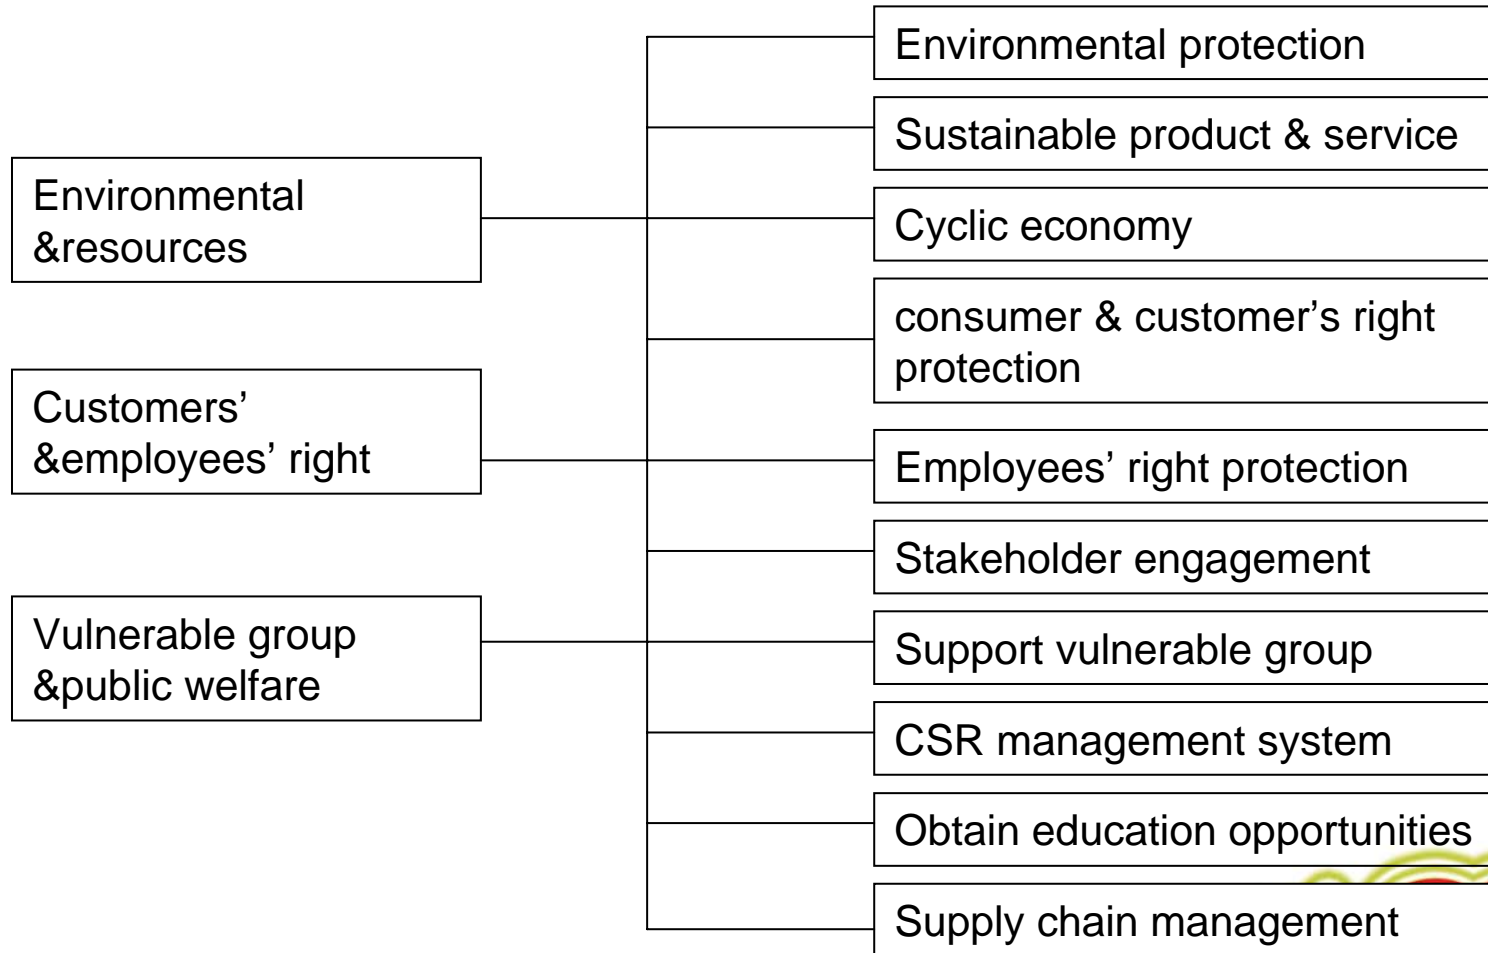 Environmental
&resources
Customers’
&employees’ right
Vulnerable group
&public welfare
Environmental protection
Sustainable product & service
Cyclic economy
consumer & customer’s right
protection
Employees’ right protection
Stakeholder engagement
Support vulnerable group
CSR management system
Obtain education opportunities
Supply chain management